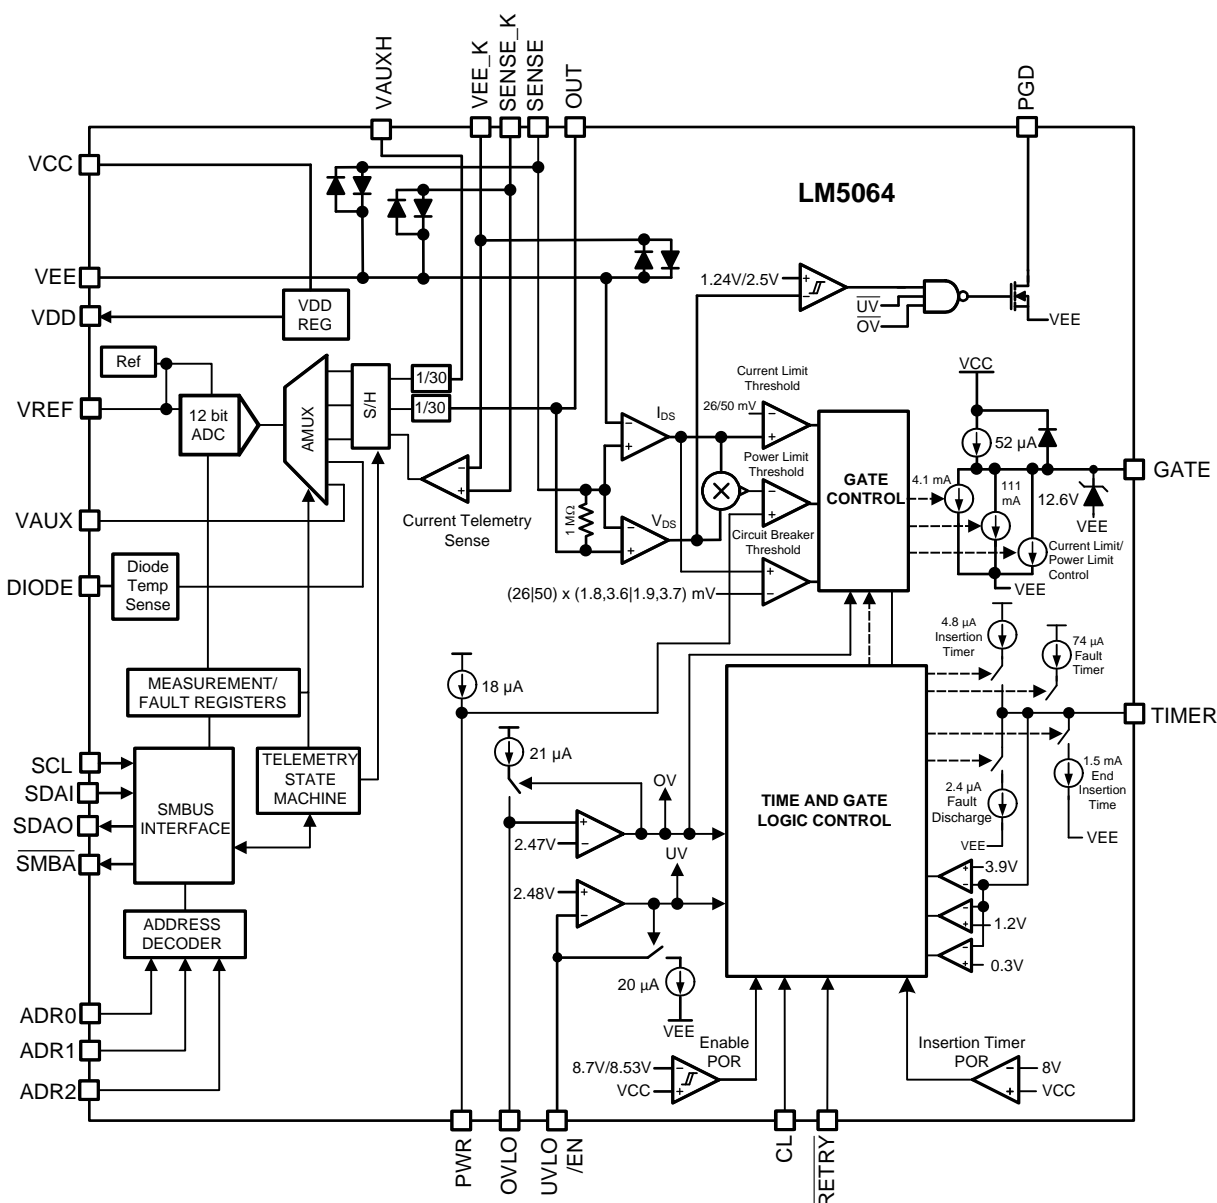 VAUXH
VEE_K
SENSE_K
SENSE
OUT
PGD
VCC
LM5064
VEE
1.24V/2.5V
+
−
UV
OV
VEE
VDD
VDD
REG
Ref
VREF
12 bit
ADC
AMUX
S/H
1/30
1/30
Current Limit
Threshold
26/50 mV
−
+
IDS
−
+
VCC
52 µA
GATE
Power Limit
Threshold
−
+
GATE
CONTROL
4.1 mA
111
mA
12.6V
VEE
VAUX
−
+
Current Telemetry
Sense
1 MΩ
VDS
−
+
Circuit Breaker
Threshold
+
−
(26|50) x (1.8,3.6|1.9,3.7) mV
Current Limit/
Power Limit
Control
VEE
DIODE
Diode
Temp
Sense
4.8 µA
Insertion
Timer
74 µA
Fault
Timer
18 µA
MEASUREMENT/
FAULT REGISTERS
TIMER
SCL
SDAI
SDAO
SMBA
SMBUS
INTERFACE
TELEMETRY
STATE
MACHINE
21 µA
OV
+
−
2.47V
TIME AND GATE
LOGIC CONTROL
2.4 µA
Fault
Discharge
VEE
1.5 mA
End
Insertion
Time
VEE
UV
2.48V
+
−
+
−
3.9V
−
+
1.2V
−
+
0.3V
ADDRESS
DECODER
20 µA
VEE
ADR0
ADR1
ADR2
Enable
POR
8.7V/8.53V
−
VCC
+
Insertion Timer
POR
−
8V
+
VCC
PWR
OVLO
UVLO
/EN
CL
RETRY